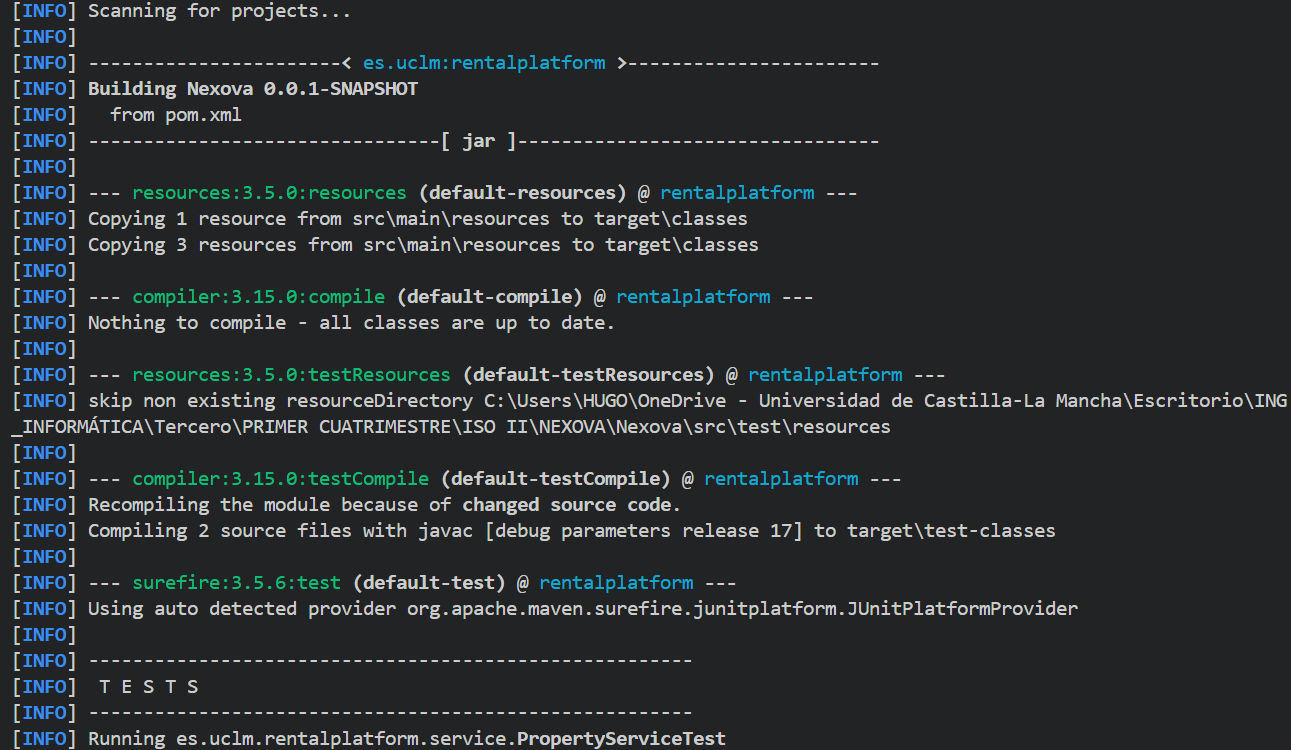 [INFO] Scanning for projects...
[INFO]
[INFO] -----------------------< es.uclm:rentalplatform >-----------------------
[INFO] Building Nexova 0.0.1-SNAPSHOT
[INFO]   from pom.xml
[INFO] --------------------------------[ jar ]---------------------------------
[INFO]
[INFO] --- resources:3.5.0:resources (default-resources) @ rentalplatform ---
[INFO] Copying 1 resource from src\main\resources to target\classes
[INFO] Copying 3 resources from src\main\resources to target\classes
[INFO]
[INFO] --- compiler:3.15.0:compile (default-compile) @ rentalplatform ---
[INFO] Nothing to compile - all classes are up to date.
[INFO]
[INFO] --- resources:3.5.0:testResources (default-testResources) @ rentalplatform ---
[INFO] skip non existing resourceDirectory C:\Users\HUGO\OneDrive - Universidad de Castilla-La Mancha\Escritorio\ING
_INFORMÁTICA\Tercero\PRIMER CUATRIMESTRE\ISO II\NEXOVA\Nexova\src\test\resources
[INFO]
[INFO] --- compiler:3.15.0:testCompile (default-testCompile) @ rentalplatform ---
[INFO] Recompiling the module because of changed source code.
[INFO] Compiling 2 source files with javac [debug parameters release 17] to target\test-classes
[INFO]
[INFO] --- surefire:3.5.6:test (default-test) @ rentalplatform ---
[INFO] Using auto detected provider org.apache.maven.surefire.junitplatform.JUnitPlatformProvider
[INFO]
[INFO] -------------------------------------------------------
[INFO]  T E S T S
[INFO] -------------------------------------------------------
[INFO] Running es.uclm.rentalplatform.service.PropertyServiceTest